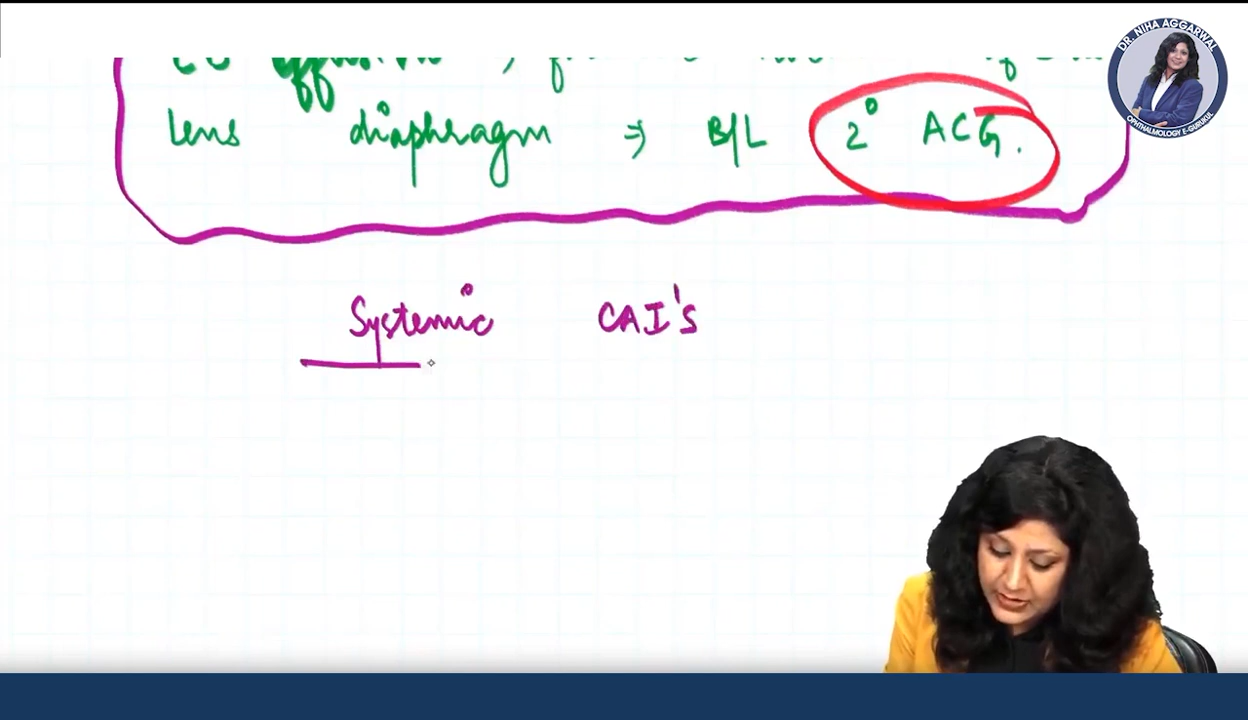 DR. NIHA AGGARWAL
OPHTHALMOLOGY E-GURUKUL
lens diaphragm ⇒ B/L 2° ACG.
Systemic CAI's